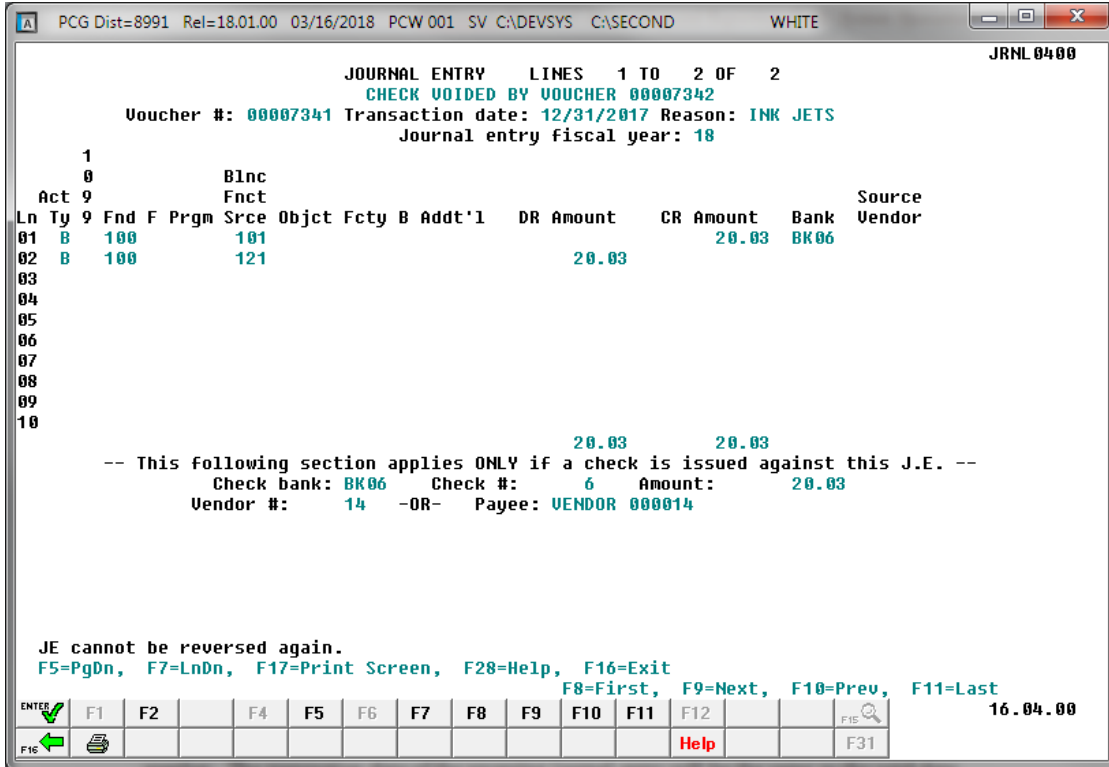 PCG Dist=8991 Rel=18.01.00 03/16/2018 PCW 001 SV C:\DEVSYS C:\SECOND WHITE
JRNL0400
JOURNAL ENTRY LINES 1 TO 2 OF 2
CHECK VOIDED BY VOUCHER 00007342
Voucher #: 00007341 Transaction date: 12/31/2017 Reason: INK JETS
Journal entry fiscal year: 18
1
0 Blnc
Act 9 Fnct Source
Ln Ty 9 Fnd F Prgm Srce Objct Fcty B Addt'l DR Amount CR Amount Bank Vendor
01 B 100 101 20.03 BK06
02 B 100 121 20.03
03
04
05
06
07
08
09
10
20.03 20.03
-- This following section applies ONLY if a check is issued against this J.E. --
Check bank: BK06 Check #: 6 Amount: 20.03
Vendor #: 14 -OR- Payee: VENDOR 000014
JE cannot be reversed again.
F5=PgDn, F7=LnDn, F17=Print Screen, F28=Help, F16=Exit
F8=First, F9=Next, F10=Prev, F11=Last
ENTER F1 F2 F4 F5 F6 F7 F8 F9 F10 F11 F12 F15 16.04.00
F16 Help F31